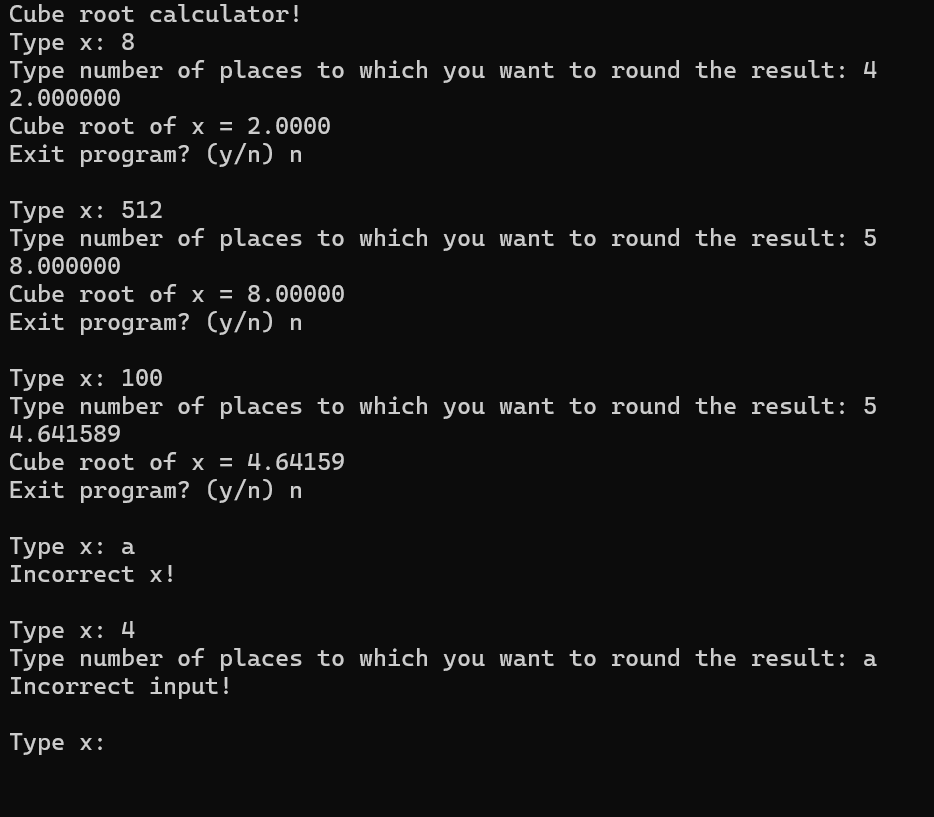 Cube root calculator!
Type x: 8
Type number of places to which you want to round the result: 4
2.000000
Cube root of x = 2.0000
Exit program? (y/n) n
Type x: 512
Type number of places to which you want to round the result: 5
8.000000
Cube root of x = 8.00000
Exit program? (y/n) n
Type x: 100
Type number of places to which you want to round the result: 5
4.641589
Cube root of x = 4.64159
Exit program? (y/n) n
Type x: a
Incorrect x!
Type x: 4
Type number of places to which you want to round the result: a
Incorrect input!
Type x: